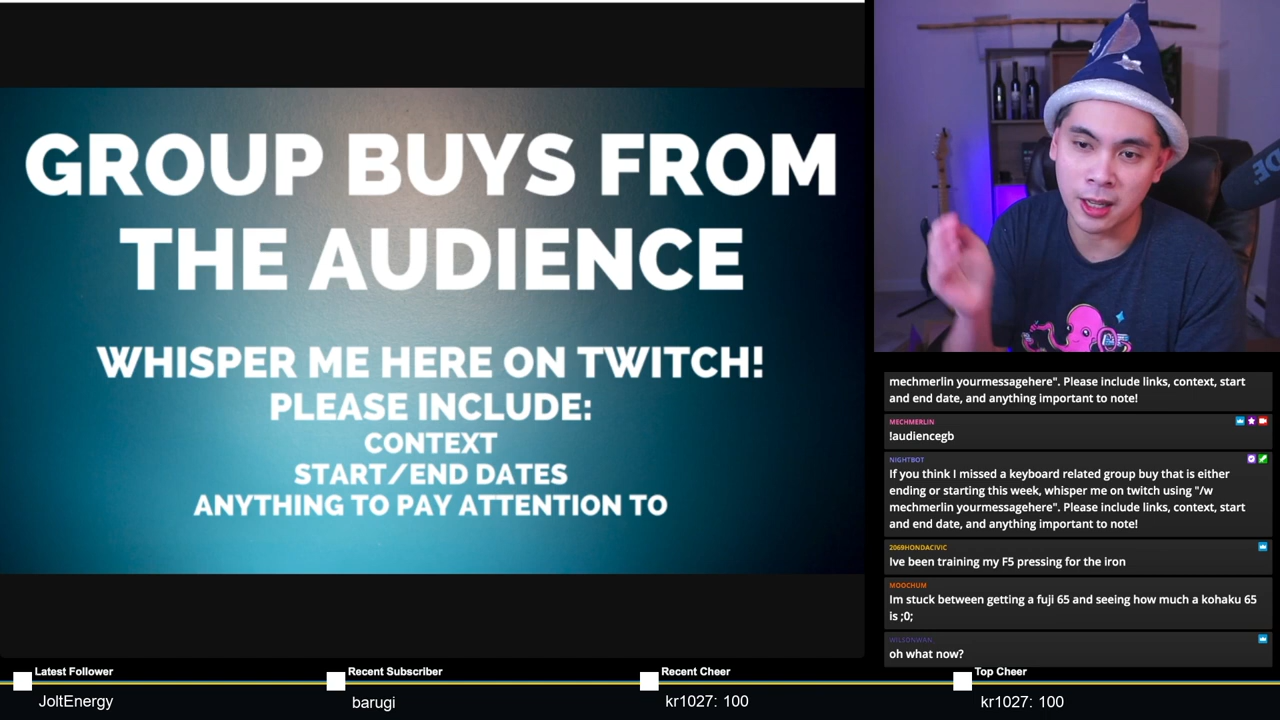 GROUP BUYS FROM
THE AUDIENCE
WHISPER ME HERE ON TWITCH!
PLEASE INCLUDE:
CONTEXT
START/END DATES
ANYTHING TO PAY ATTENTION TO
mechmerlin yourmessagehere". Please include links, context, start
and end date, and anything important to note!
MECHMERLIN
!audiencegb
NIGHTBOT
If you think I missed a keyboard related group buy that is either
ending or starting this week, whisper me on twitch using "/w
mechmerlin yourmessagehere". Please include links, context, start
and end date, and anything important to note!
2069HONDACIVIC
Ive been training my F5 pressing for the iron
MOOCHUM
Im stuck between getting a fuji 65 and seeing how much a kohaku 65
is ;0;
WILSONWAN_
oh what now?
Latest Follower
JoltEnergy
Recent Subscriber
barugi
Recent Cheer
kr1027: 100
Top Cheer
kr1027: 100